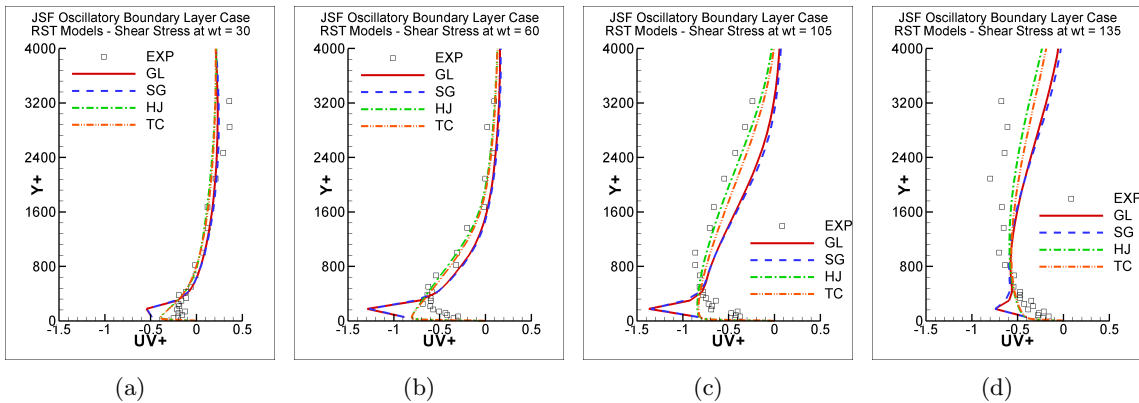 JSF Oscillatory Boundary Layer Case
RST Models - Shear Stress at wt = 30
4000
3200
2400
1600
800
0
Y+
EXP
GL
SG
HJ
TC
-1.5
-1
-0.5
0
0.5
UV+
(a)
JSF Oscillatory Boundary Layer Case
RST Models - Shear Stress at wt = 60
4000
3200
2400
1600
800
0
Y+
EXP
GL
SG
HJ
TC
-1.5
-1
-0.5
0
0.5
UV+
(b)
JSF Oscillatory Boundary Layer Case
RST Models - Shear Stress at wt = 105
4000
3200
2400
1600
800
0
Y+
EXP
GL
SG
HJ
TC
-1.5
-1
-0.5
0
0.5
UV+
(c)
JSF Oscillatory Boundary Layer Case
RST Models - Shear Stress at wt = 135
4000
3200
2400
1600
800
0
Y+
EXP
GL
SG
HJ
TC
-1.5
-1
-0.5
0
0.5
UV+
(d)